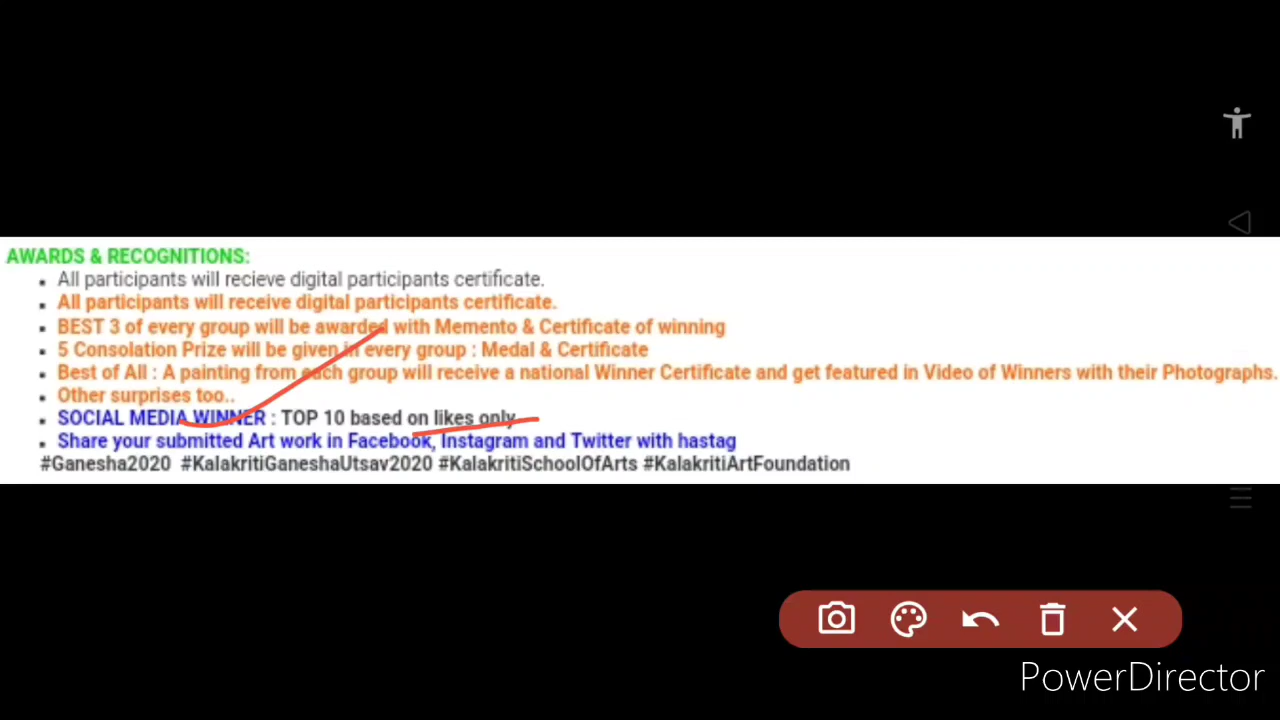 AWARDS & RECOGNITIONS:
▪ All participants will recieve digital participants certificate.
▪ All participants will receive digital participants certificate.
▪ BEST 3 of every group will be awarded with Memento & Certificate of winning
▪ 5 Consolation Prize will be given in every group : Medal & Certificate
▪ Best of All : A painting from each group will receive a national Winner Certificate and get featured in Video of Winners with their Photographs.
▪ Other surprises too..
▪ SOCIAL MEDIA WINNER : TOP 10 based on likes only
▪ Share your submitted Art work in Facebook, Instagram and Twitter with hastag
#Ganesha2020 #KalakritiGaneshaUtsav2020 #KalakritiSchoolOfArts #KalakritiArtFoundation
PowerDirector